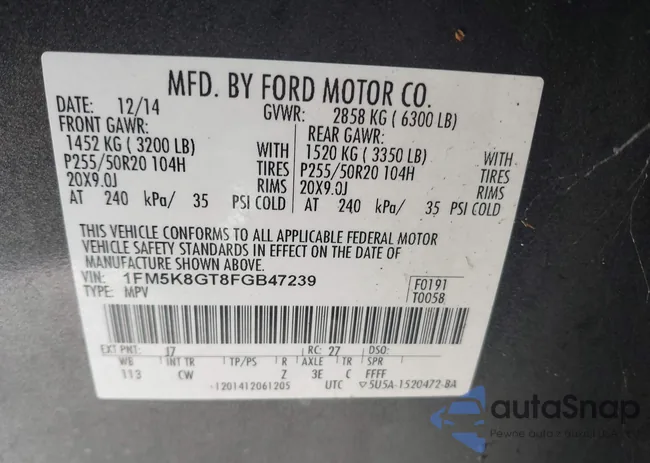 MFD. BY FORD MOTOR CO.
DATE: 12/14 GVWR: 2858 KG ( 6300 LB)
FRONT GAWR: REAR GAWR:
1452 KG ( 3200 LB) WITH 1520 KG ( 3350 LB) WITH
P255/50R20 104H TIRES P255/50R20 104H TIRES
20X9.0J RIMS 20X9.0J RIMS
AT 240 kPa/ 35 PSI COLD AT 240 kPa/ 35 PSI COLD
THIS VEHICLE CONFORMS TO ALL APPLICABLE FEDERAL MOTOR
VEHICLE SAFETY STANDARDS IN EFFECT ON THE DATE OF
MANUFACTURE SHOWN ABOVE.
VIN: 1FM5K8GT8FGB47239 F0191
TYPE: MPV T0058
EXT PNT: J7 RC: 27 DSO:
WB INT TR TP/PS R AXLE TR SPR
113 CW Z 3E C FFFF
1201412061205 UTC ▽5U5A-1520472-BA
autoSnap